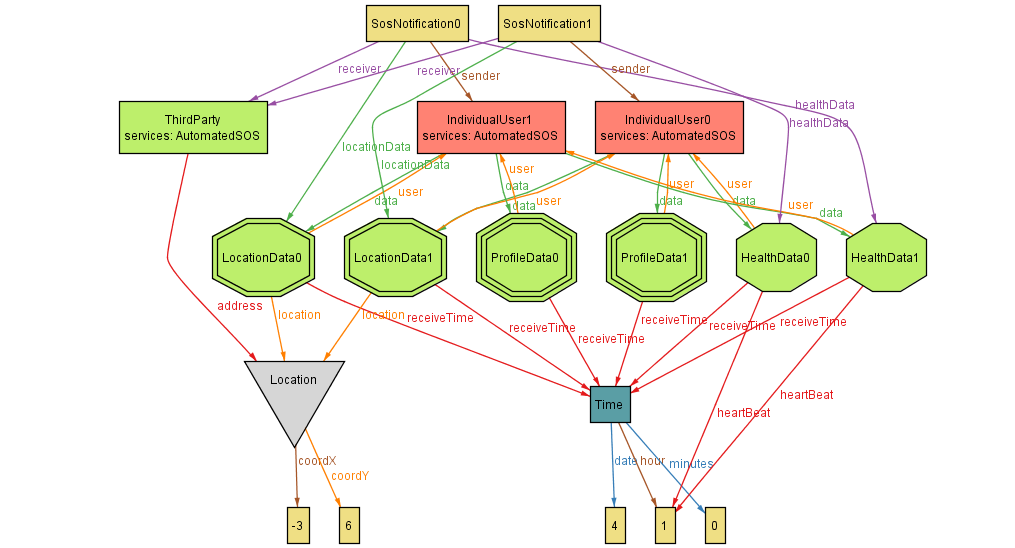 SosNotification0
SosNotification1
receiver
receiver
sender
sender
healthData
healthData
ThirdParty
services: AutomatedSOS
IndividualUser1
services: AutomatedSOS
IndividualUser0
services: AutomatedSOS
locationData
locationData
user
data
data
user
data
user
user
data
user
data
user
data
LocationData0
LocationData1
ProfileData0
ProfileData1
HealthData0
HealthData1
address
location
location
receiveTime
receiveTime
receiveTime
receiveTime
receiveTime
receiveTime
Location
Time
heartBeat
heartBeat
coordX
coordY
date
hour
minutes
-3
6
4
1
0